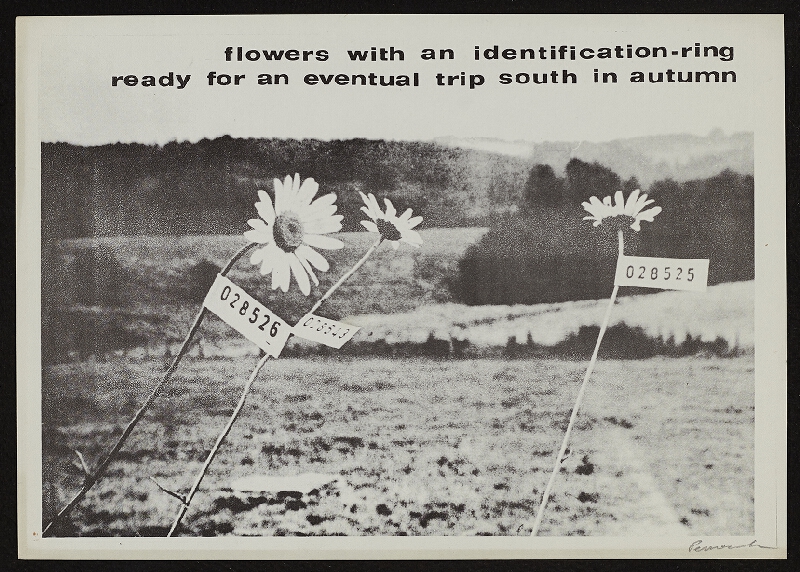 flowers with an identification-ring
ready for an eventual trip south in autumn
028526
028525